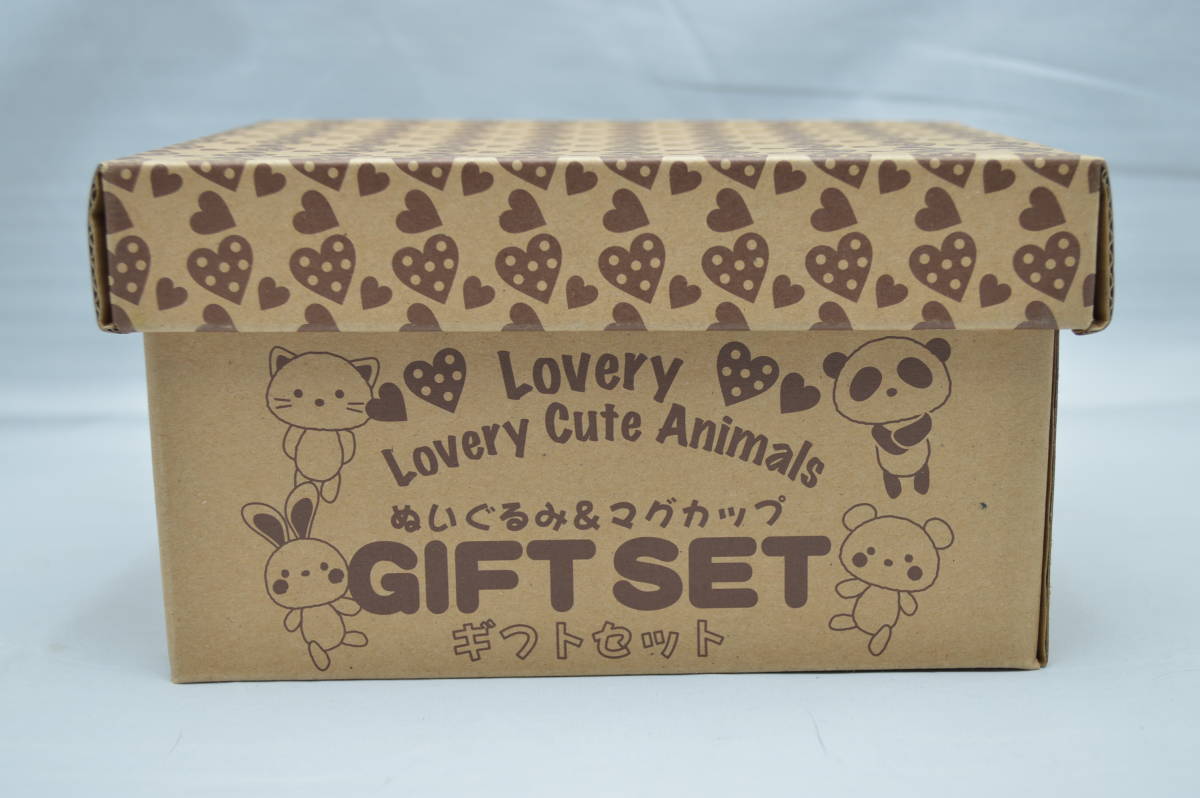 Lovery
Lovery Cute Animals
ぬいぐるみ&マグカップ
GIFT SET
ギフトセット